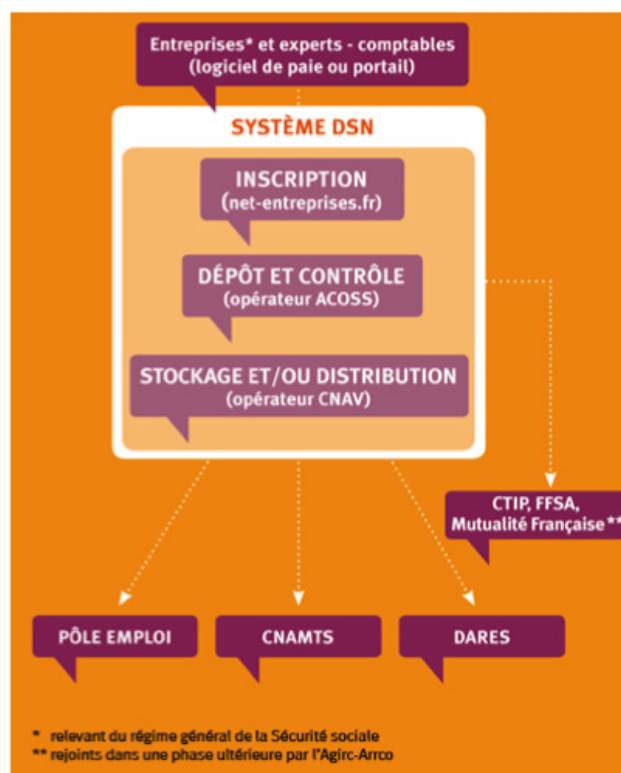 Entreprises* et experts - comptables
(logiciel de paie ou portail)
SYSTÈME DSN
INSCRIPTION
(net-entreprises.fr)
DÉPÔT ET CONTRÔLE
(opérateur ACOSS)
STOCKAGE ET/OU DISTRIBUTION
(opérateur CNAV)
CTIP, FFSA,
Mutualité Française**
PÔLE EMPLOI
CNAMTS
DARES
* relevant du régime général de la Sécurité sociale
** rejoints dans une phase ultérieure par l'Agirc-Arrco